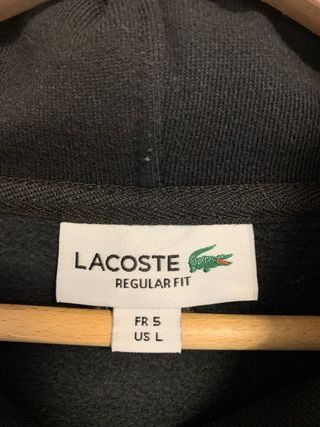 LACOSTE
REGULAR FIT
FR 5
US L